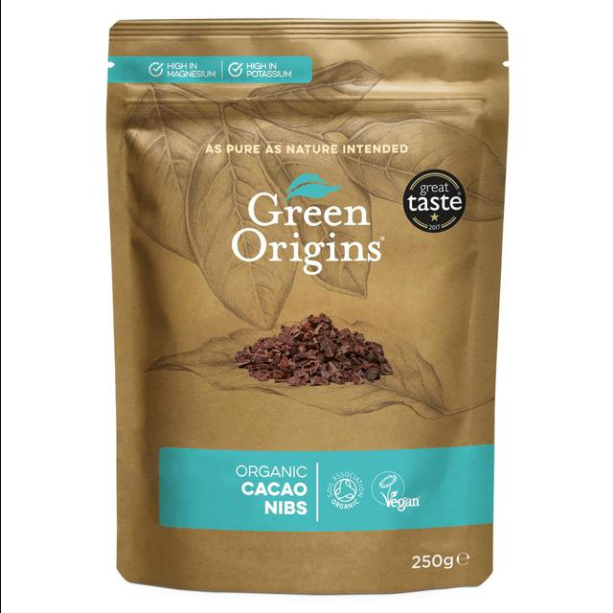 HIGH IN
MAGNESIUM
HIGH IN
POTASSIUM
AS PURE AS NATURE INTENDED
Green
Origins®
great
taste
2017
ORGANIC
CACAO
NIBS
SOIL ASSOCIATION
ORGANIC
Vegan
250g℮